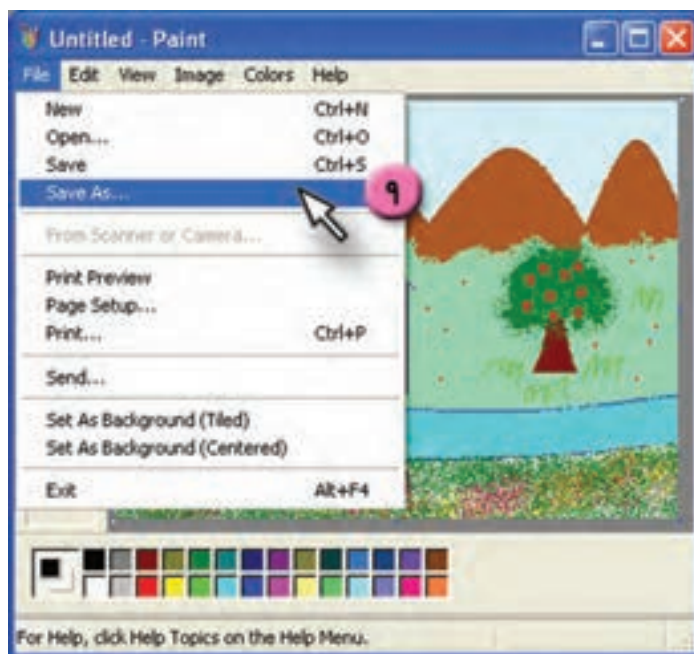 Untitled - Paint
File Edit View Image Colors Help
New Ctrl+N
Open... Ctrl+O
Save Ctrl+S
Save As...
۹
From Scanner or Camera...
Print Preview
Page Setup...
Print... Ctrl+P
Send...
Set As Background (Tiled)
Set As Background (Centered)
Exit Alt+F4
For Help, click Help Topics on the Help Menu.